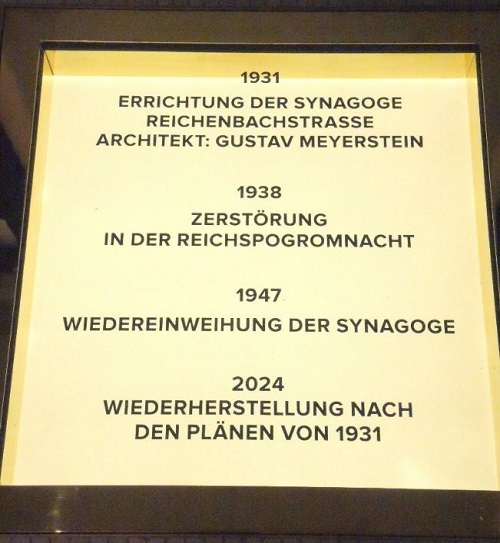 1931
ERRICHTUNG DER SYNAGOGE
REICHENBACHSTRASSE
ARCHITEKT: GUSTAV MEYERSTEIN
1938
ZERSTÖRUNG
IN DER REICHSPOGROMNACHT
1947
WIEDEREINWEIHUNG DER SYNAGOGE
2024
WIEDERHERSTELLUNG NACH
DEN PLÄNEN VON 1931